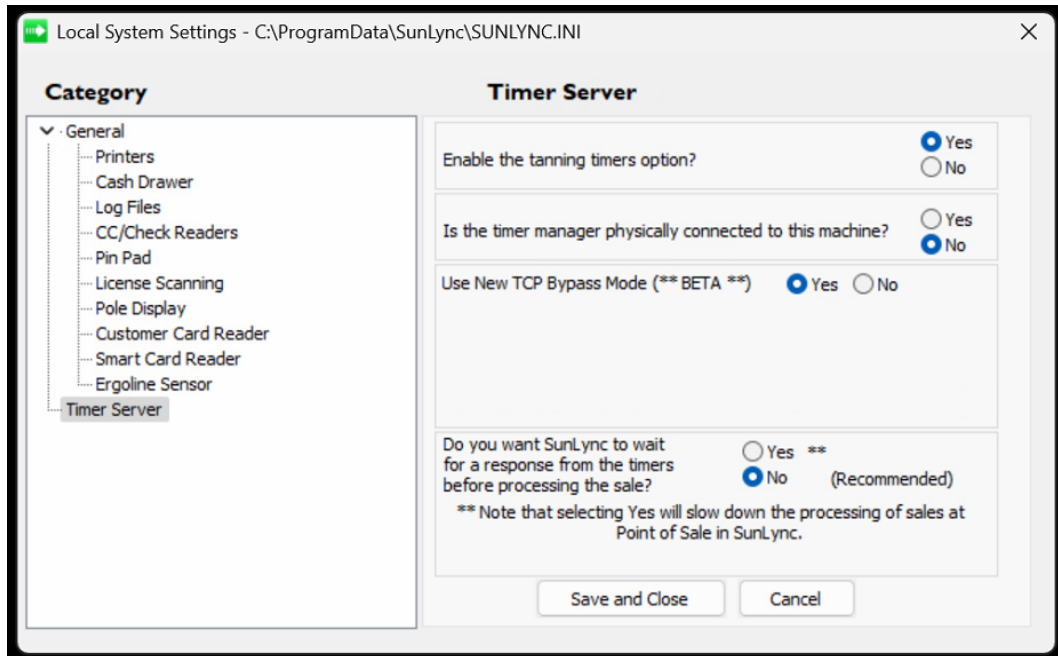 Local System Settings - C:\ProgramData\SunLync\SUNLYNC.INI
Category
General
Printers
Cash Drawer
Log Files
CC/Check Readers
Pin Pad
License Scanning
Pole Display
Customer Card Reader
Smart Card Reader
Ergoline Sensor
Timer Server
Timer Server
Enable the tanning timers option?
Yes
No
Is the timer manager physically connected to this machine?
Yes
No
Use New TCP Bypass Mode (** BETA **) Yes No
Do you want SunLync to wait
for a response from the timers
before processing the sale?
Yes **
No (Recommended)
** Note that selecting Yes will slow down the processing of sales at
Point of Sale in SunLync.
Save and Close Cancel